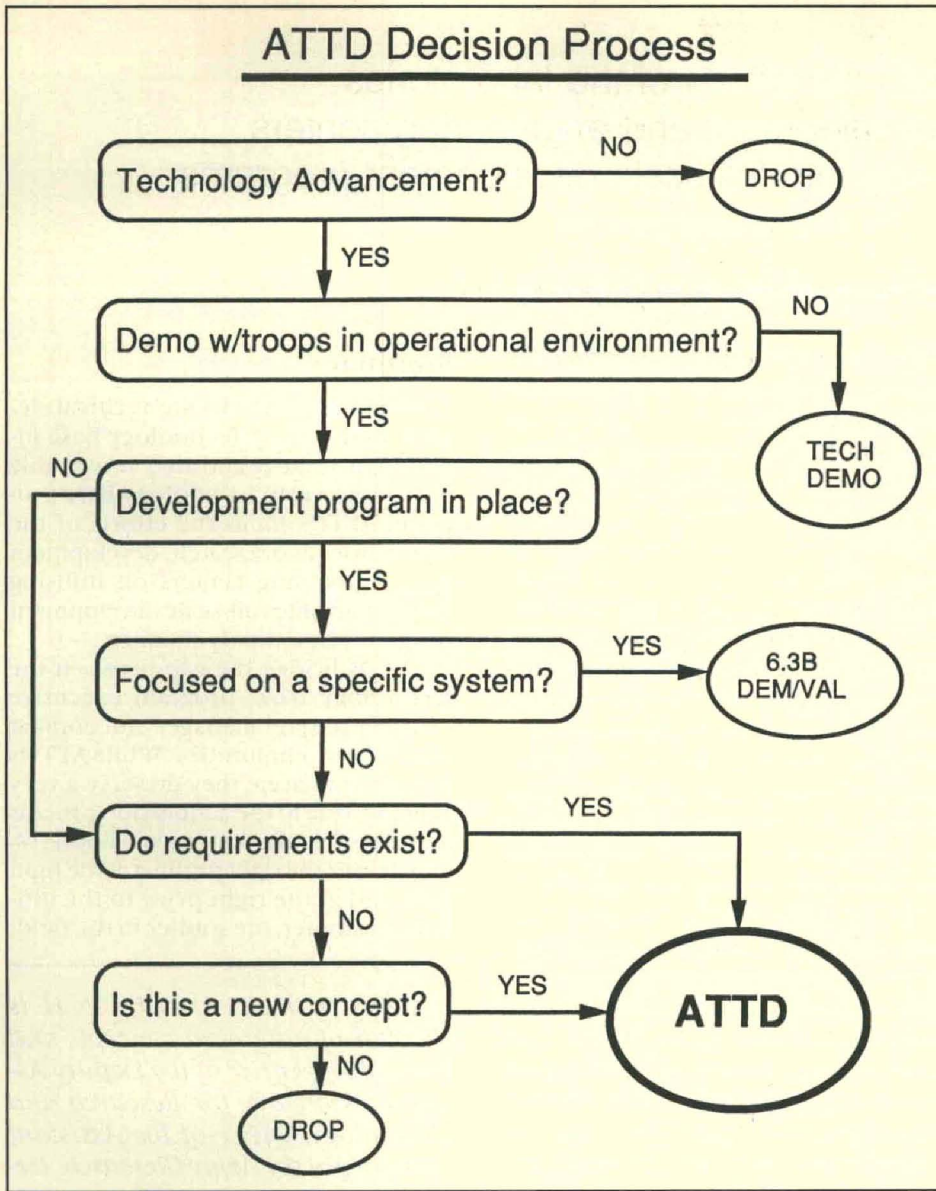 ATTD Decision Process
Technology Advancement?
NO
DROP
YES
Demo w/troops in operational environment?
NO
TECH
DEMO
YES
NO
Development program in place?
YES
Focused on a specific system?
YES
6.3B
DEM/VAL
NO
Do requirements exist?
YES
NO
Is this a new concept?
YES
ATTD
NO
DROP